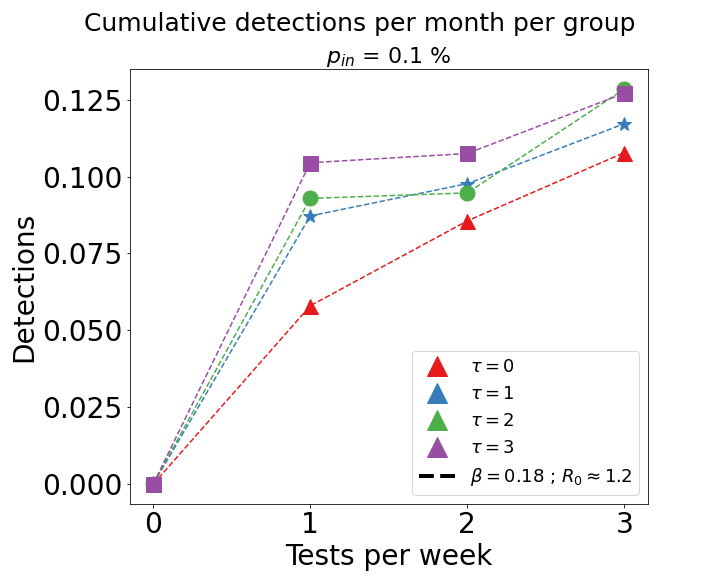 Cumulative detections per month per group
p_in = 0.1 %
0.125
0.100
0.075
0.050
0.025
0.000
Detections
τ = 0
τ = 1
τ = 2
τ = 3
β = 0.18 ; R₀ ≈ 1.2
0 1 2 3
Tests per week